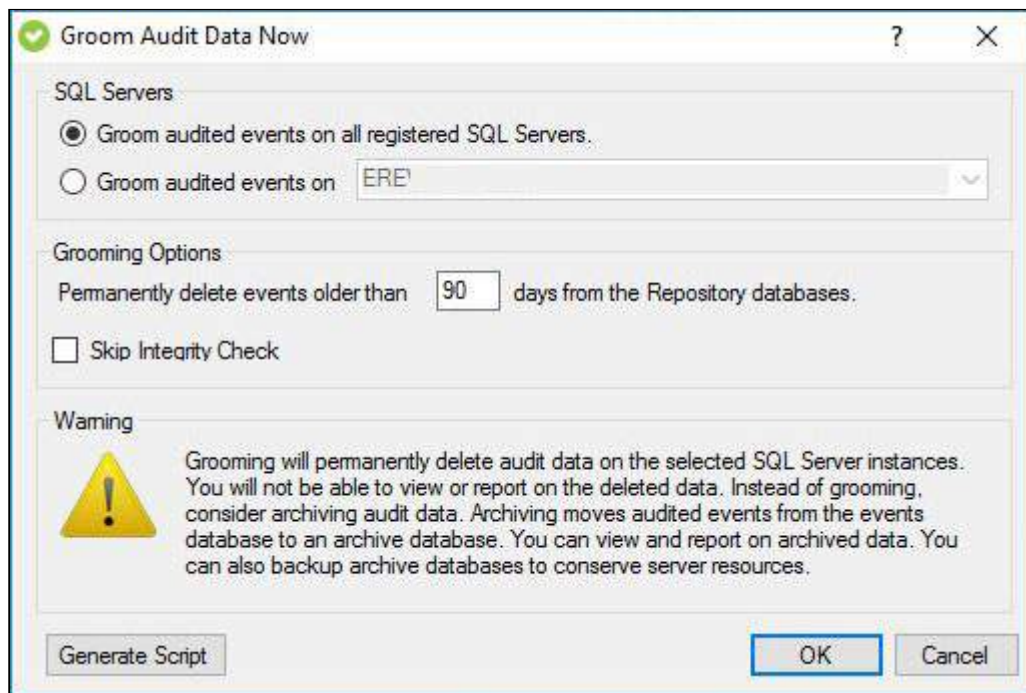 Groom Audit Data Now
?
SQL Servers
Groom audited events on all registered SQL Servers.
Groom audited events on
Grooming Options
Permanently delete events older than 90 days from the Repository databases.
Skip Integrity Check
Warning
Grooming will permanently delete audit data on the selected SQL Server instances.
You will not be able to view or report on the deleted data. Instead of grooming,
consider archiving audit data. Archiving moves audited events from the events
database to an archive database. You can view and report on archived data. You
can also backup archive databases to conserve server resources.
Generate Script
OK
Cancel